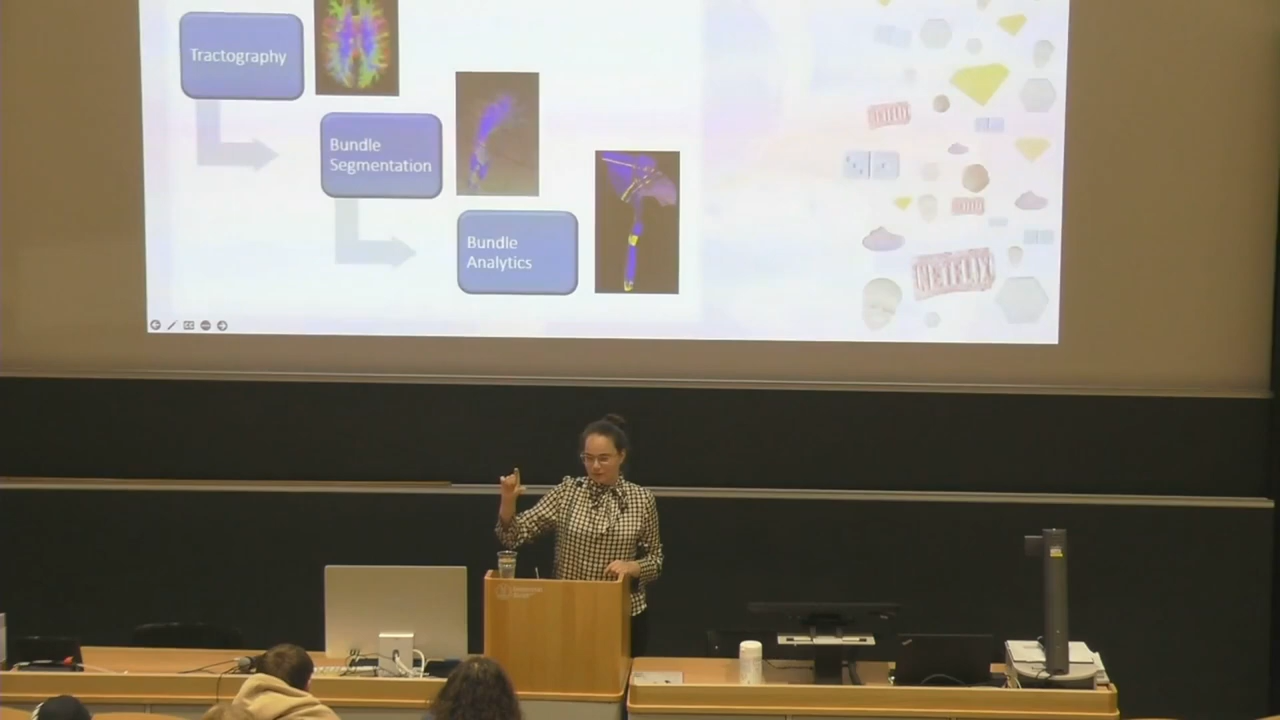 Tractography
Bundle
Segmentation
Bundle
Analytics
NETFLIX